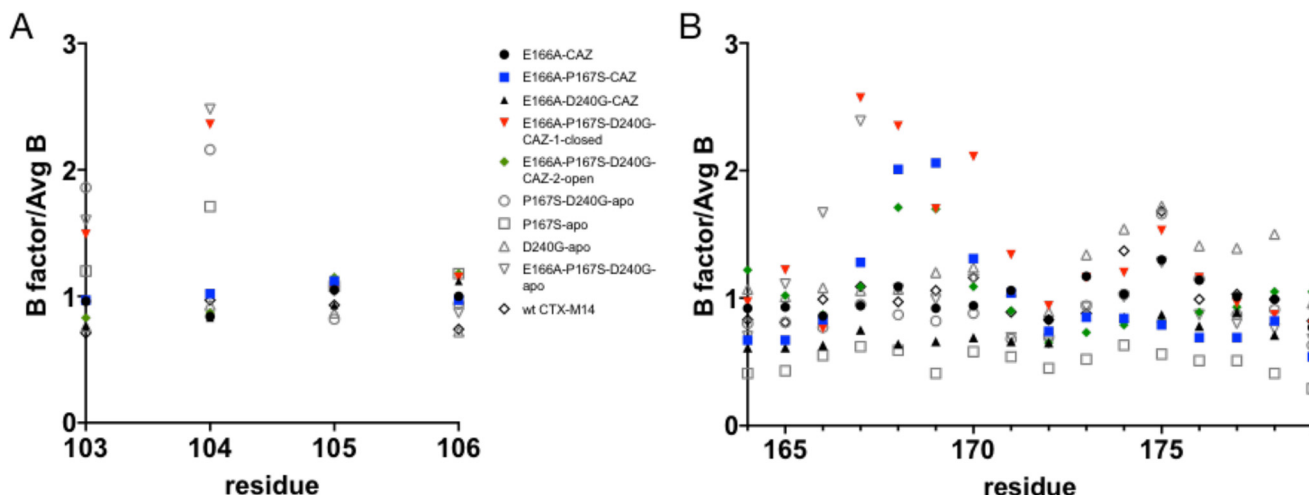 A
B factor/Avg B
3
2
1
0
103
104
105
106
residue
E166A-CAZ
E166A-P167S-CAZ
E166A-D240G-CAZ
E166A-P167S-D240G-
CAZ-1-closed
E166A-P167S-D240G-
CAZ-2-open
P167S-D240G-apo
P167S-apo
D240G-apo
E166A-P167S-D240G-
apo
wt CTX-M14
B
B factor/Avg B
3
2
1
0
165
170
175
residue